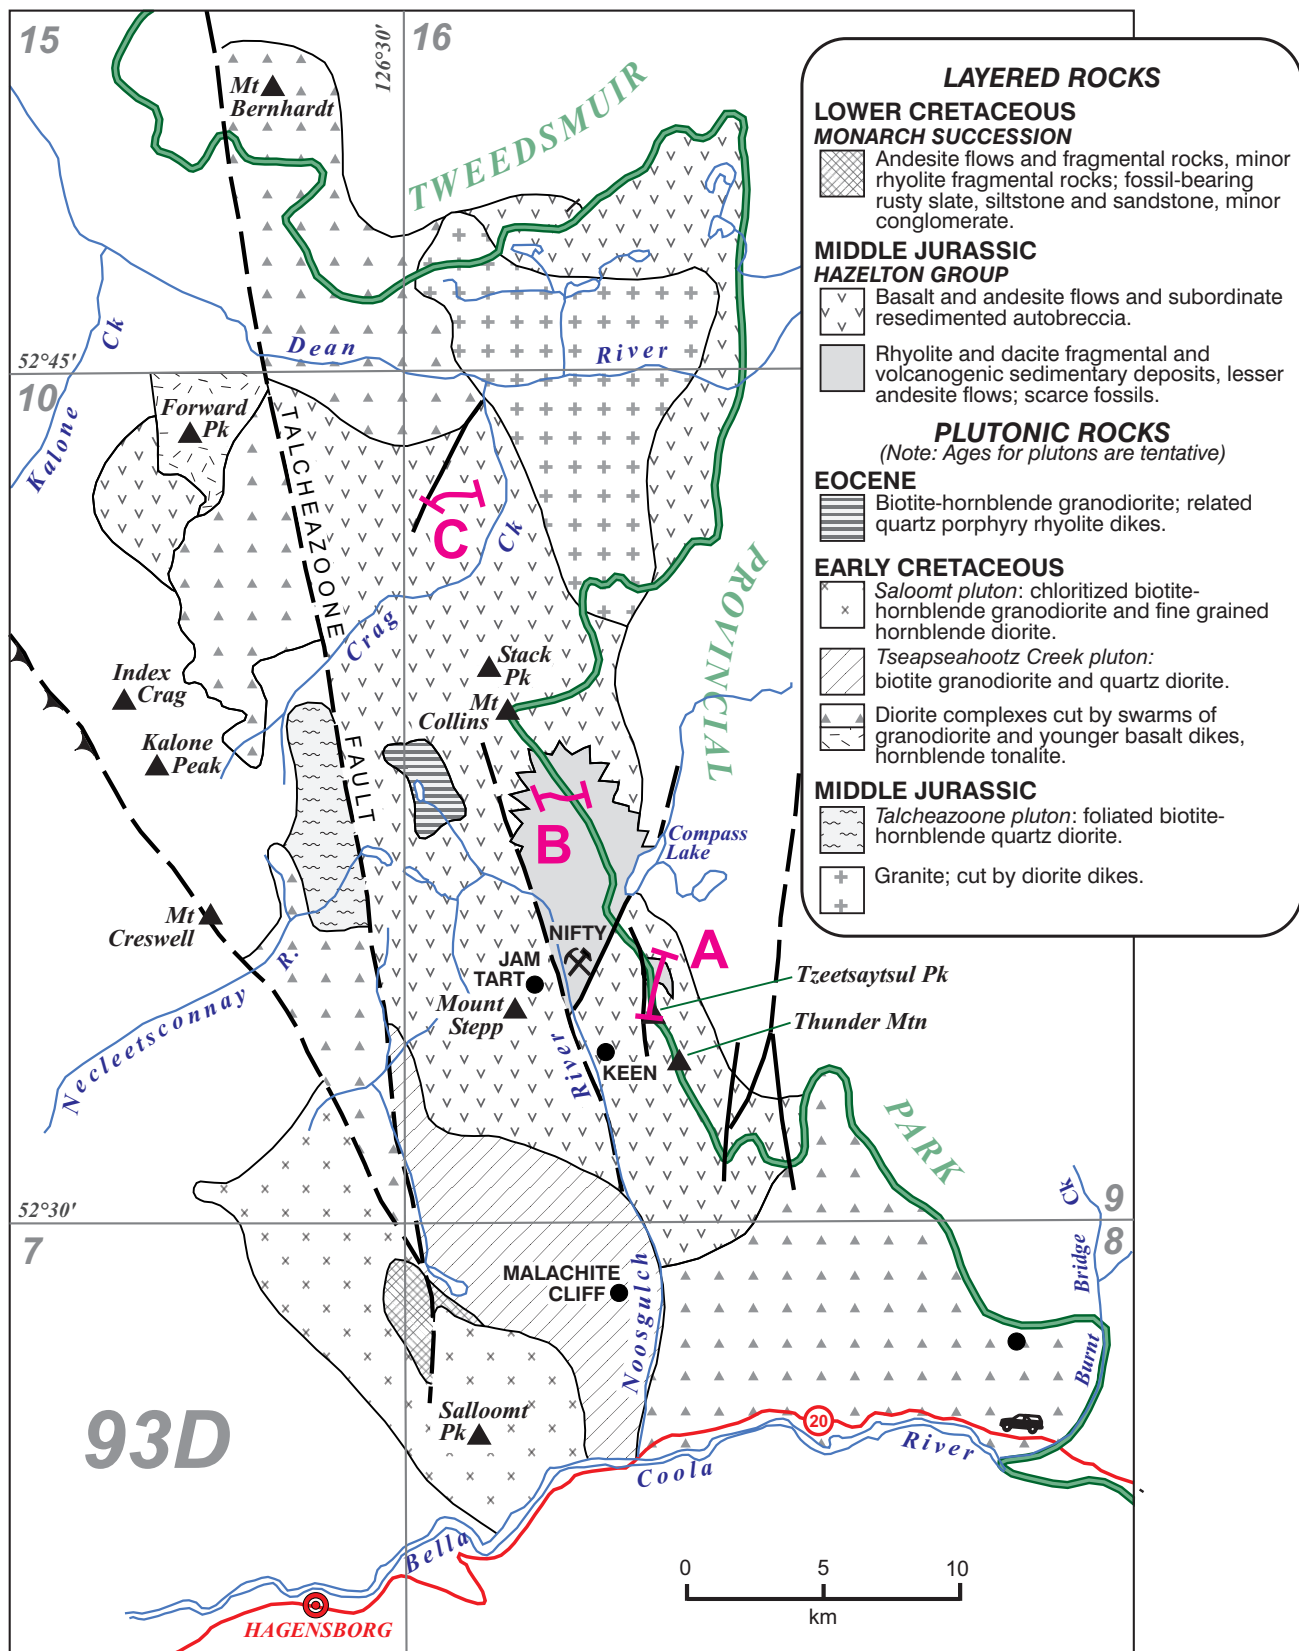 15
16
126°30'
Mt
Bernhardt
TWEEDSMUIR
Dean
River
Ck
Kalone
52°45'
10
Forward
Pk
TALCHEAZOONE
FAULT
C
Ck
Crag
PROVINCIAL
Index
Crag
Stack
Pk
Mt
Collins
Kalone
Peak
B
Compass
Lake
Mt
Creswell
R.
Necleetsconnay
NIFTY
JAM
TART
A
Mount
Stepp
River
KEEN
Tzeetsaytsul Pk
Thunder Mtn
PARK
52°30'
7
9
8
Ck
Bridge
Burnt
MALACHITE
CLIFF
Noosgulch
93D
Salloomt
Pk
20
River
Coola
Bella
HAGENSBORG
0 5 10
km
LAYERED ROCKS
LOWER CRETACEOUS
MONARCH SUCCESSION
Andesite flows and fragmental rocks, minor
rhyolite fragmental rocks; fossil-bearing
rusty slate, siltstone and sandstone, minor
conglomerate.
MIDDLE JURASSIC
HAZELTON GROUP
Basalt and andesite flows and subordinate
resedimented autobreccia.
Rhyolite and dacite fragmental and
volcanogenic sedimentary deposits, lesser
andesite flows; scarce fossils.
PLUTONIC ROCKS
(Note: Ages for plutons are tentative)
EOCENE
Biotite-hornblende granodiorite; related
quartz porphyry rhyolite dikes.
EARLY CRETACEOUS
Saloomt pluton: chloritized biotite-
hornblende granodiorite and fine grained
hornblende diorite.
Tseapseahootz Creek pluton:
biotite granodiorite and quartz diorite.
Diorite complexes cut by swarms of
granodiorite and younger basalt dikes,
hornblende tonalite.
MIDDLE JURASSIC
Talcheazoone pluton: foliated biotite-
hornblende quartz diorite.
Granite; cut by diorite dikes.